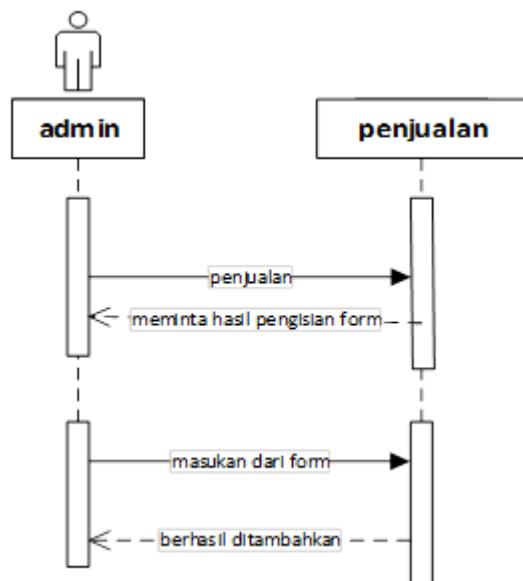 admin
penjualan
penjualan
meminta hasil pengisian form
masukan dari form
berhasil ditambahkan